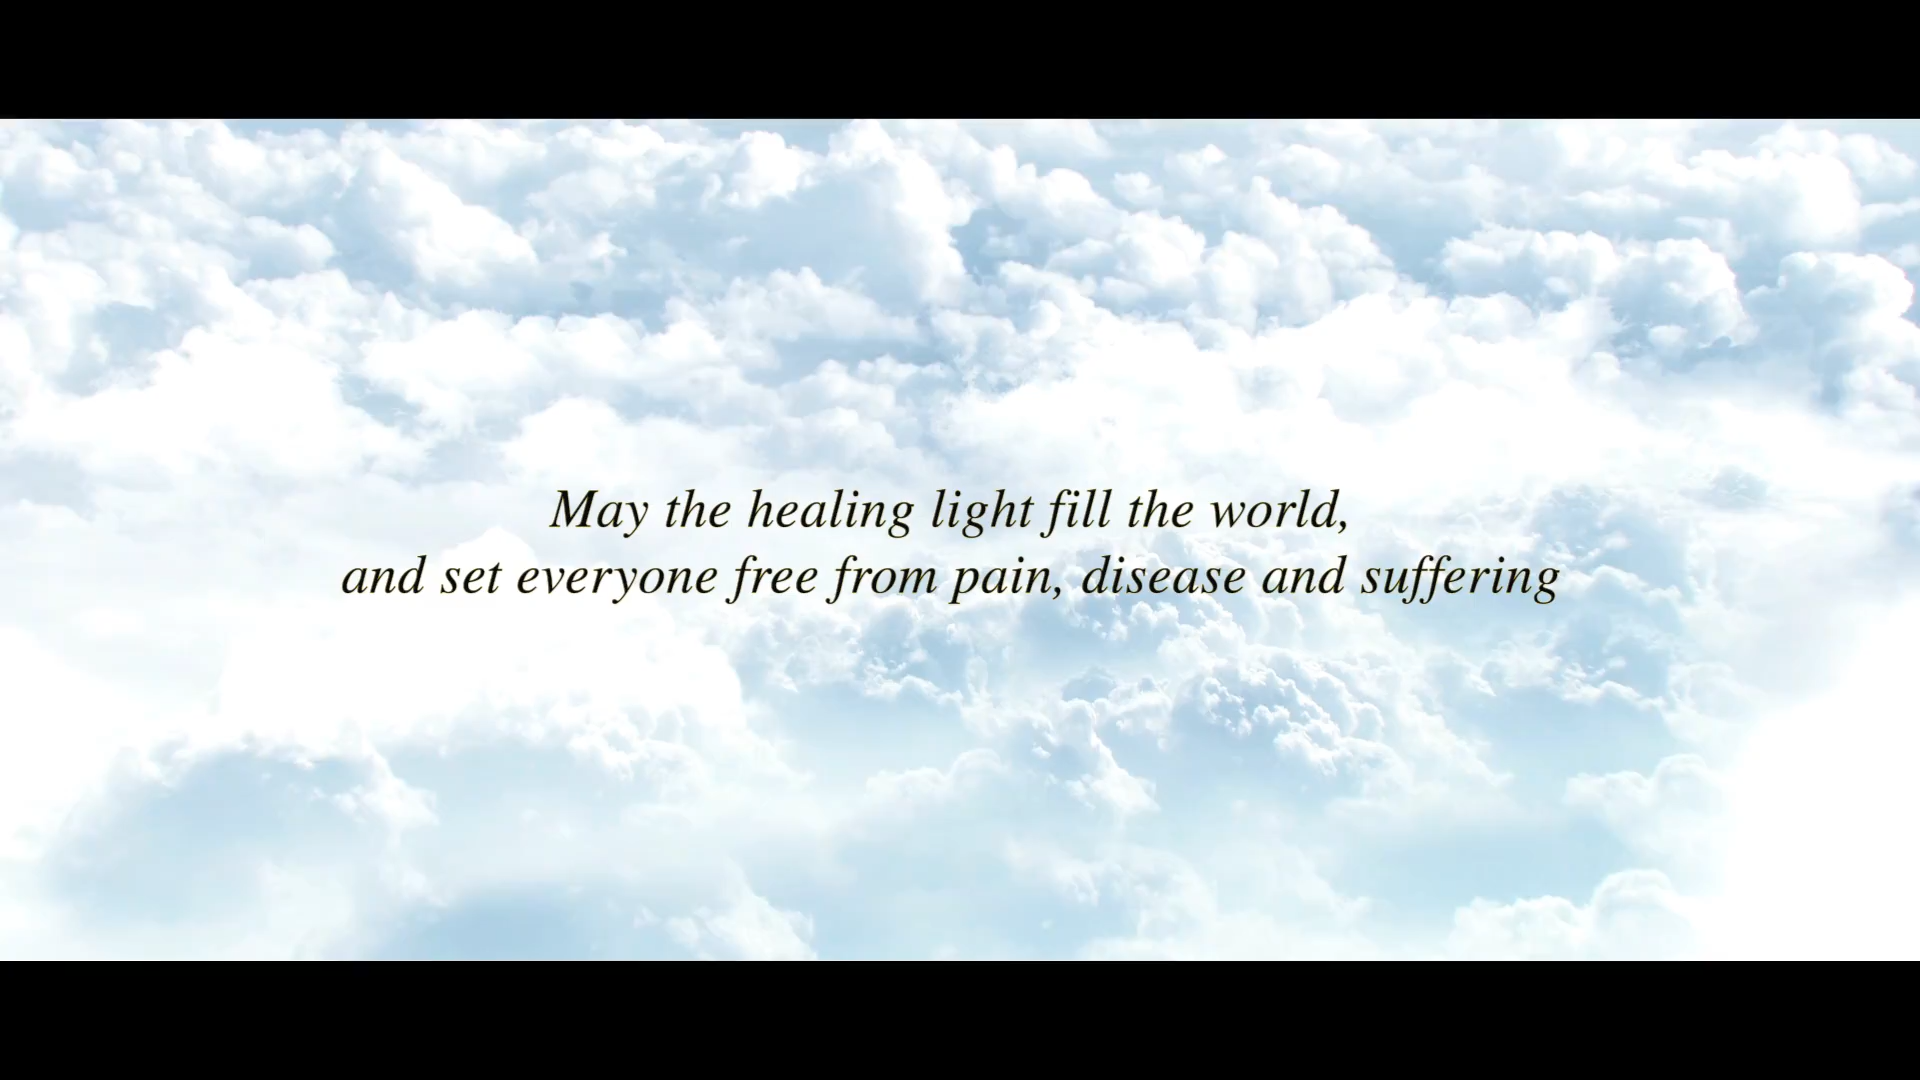 May the healing light fill the world,
and set everyone free from pain, disease and suffering